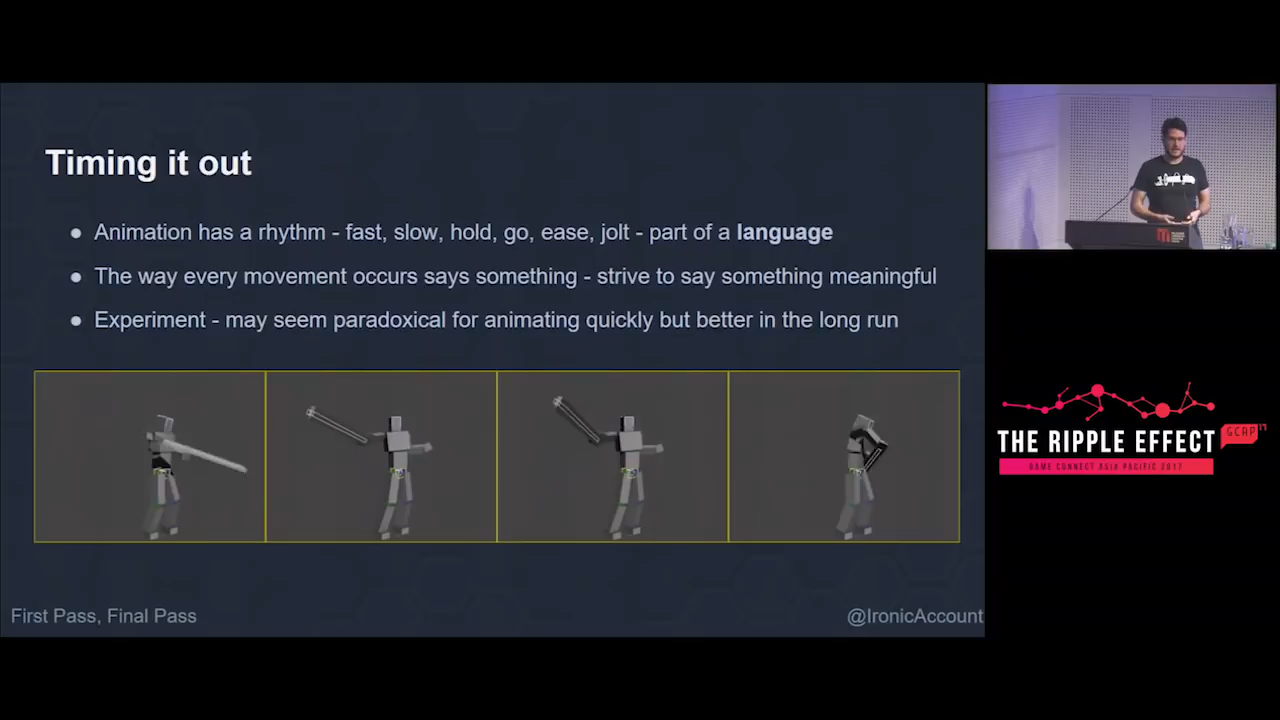 Timing it out
● Animation has a rhythm - fast, slow, hold, go, ease, jolt - part of a language
● The way every movement occurs says something - strive to say something meaningful
● Experiment - may seem paradoxical for animating quickly but better in the long run
First Pass, Final Pass
@IronicAccount
THE RIPPLE EFFECT
GCAP 17
GAME CONNECT ASIA PACIFIC 2017